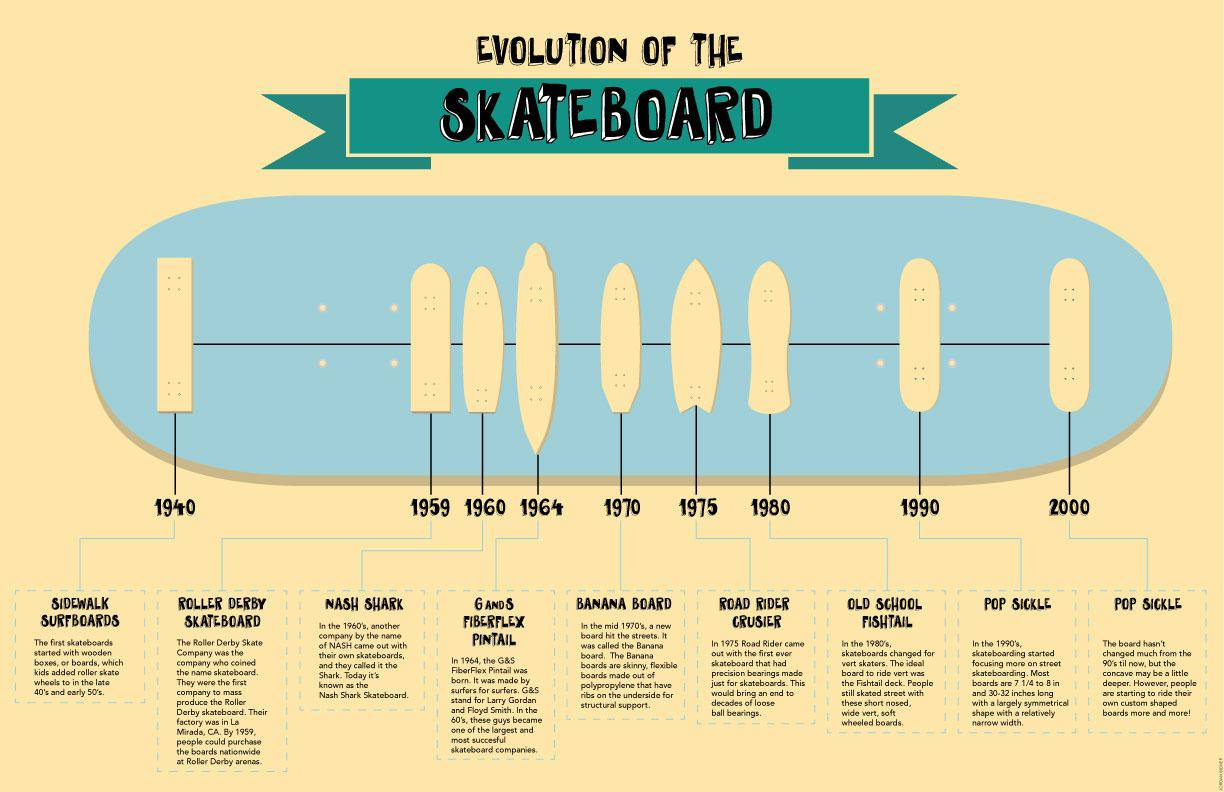 EVOLUTION OF THE
SKATEBOARD
1940
1959
1960
1964
1970
1975
1980
1990
2000
SIDEWALK
SURFBOARDS
The first skateboards
started with wooden
boxes, or boards, which
kids added roller skate
wheels to in the late
40's and early 50's.
ROLLER DERBY
SKATEBOARD
The Roller Derby Skate
Company was the
company who coined
the name skateboard.
They were the first
company to mass
produce the Roller
Derby skateboard. Their
factory was in La
Mirada, CA. By 1959,
people could purchase
the boards nationwide
at Roller Derby arenas.
NASH SHARK
In the 1960's, another
company by the name
of NASH came out with
their own skateboards,
and they called it the
Shark. Today it's
known as the
Nash Shark Skateboard.
G AND S
FIBERFLEX
PINTAIL
In 1964, the G&S
FiberFlex Pintail was
born. It was made by
surfers for surfers. G&S
stand for Larry Gordan
and Floyd Smith. In the
60's, these guys became
one of the largest and
most succesful
skateboard companies.
BANANA BOARD
In the mid 1970's, a new
board hit the streets. It
was called the Banana
board. The Banana
boards are skinny, flexible
boards made out of
polypropylene that have
ribs on the underside for
structural support.
ROAD RIDER
CRUSIER
In 1975 Road Rider came
out with the first ever
skateboard that had
precision bearings made
just for skateboards. This
would bring an end to
decades of loose
ball bearings.
OLD SCHOOL
FISHTAIL
In the 1980's,
skateboards changed for
vert skaters. The ideal
board to ride vert was
the Fishtail deck. People
still skated street with
these short nosed,
wide vert, soft
wheeled boards.
POP SICKLE
In the 1990's,
skateboarding started
focusing more on street
skateboarding. Most
boards are 7 1/4 to 8 in
and 30-32 inches long
with a largely symmetrical
shape with a relatively
narrow width.
POP SICKLE
The board hasn't
changed much from the
90's til now, but the
concave may be a little
deeper. However, people
are starting to ride their
own custom shaped
boards more and more!